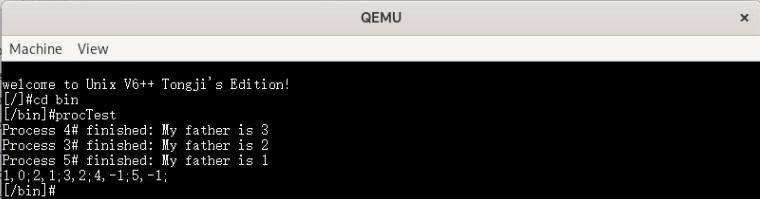 QEMU
×
Machine View
welcome to Unix V6++ Tongji's Edition!
[/]#cd bin
[/bin]#procTest
Process 4# finished: My father is 3
Process 3# finished: My father is 2
Process 5# finished: My father is 1
1,0;2,1;3,2;4,-1;5,-1;
[/bin]#